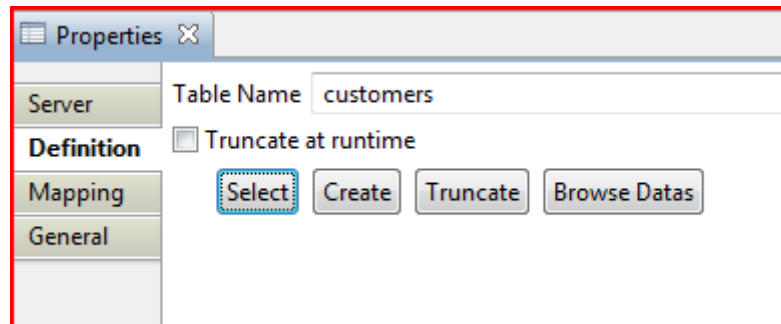 Properties
Server
Table Name customers
Definition
Truncate at runtime
Mapping
Select Create Truncate Browse Datas
General